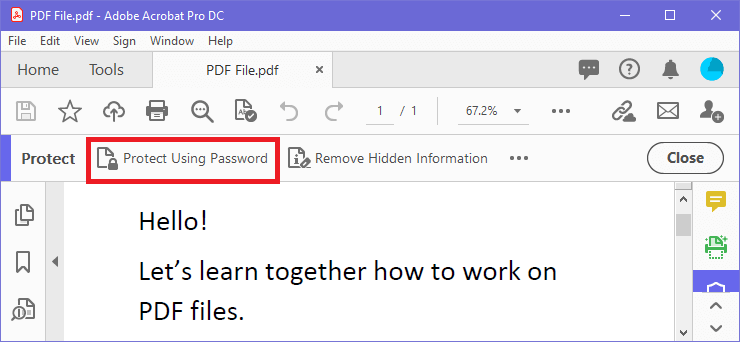 PDF File.pdf - Adobe Acrobat Pro DC
File Edit View Sign Window Help
Home Tools PDF File.pdf
1 / 1 67.2%
Protect Protect Using Password Remove Hidden Information Close
Hello!
Let’s learn together how to work on
PDF files.